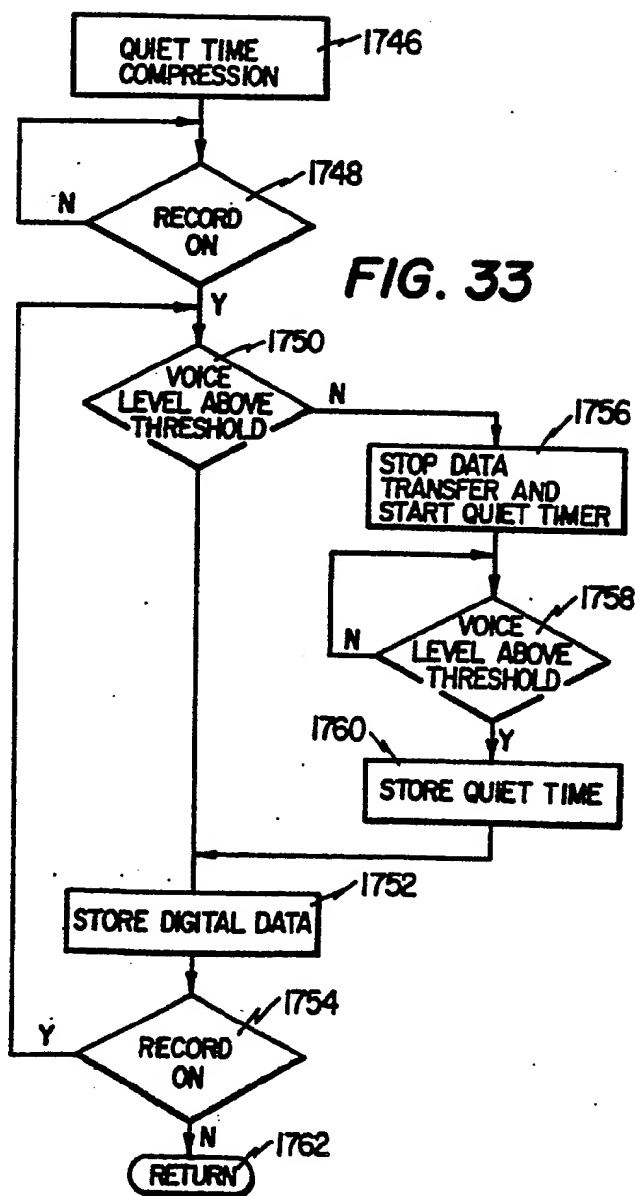 1746
QUIET TIME
COMPRESSION
1748
N
RECORD
ON
FIG. 33
Y
1750
VOICE
LEVEL ABOVE
THRESHOLD
N
1756
STOP DATA
TRANSFER AND
START QUIET TIMER
1758
VOICE
N
LEVEL ABOVE
THRESHOLD
1760
Y
STORE QUIET TIME
1752
STORE DIGITAL DATA
1754
Y
RECORD
ON
N
1762
RETURN